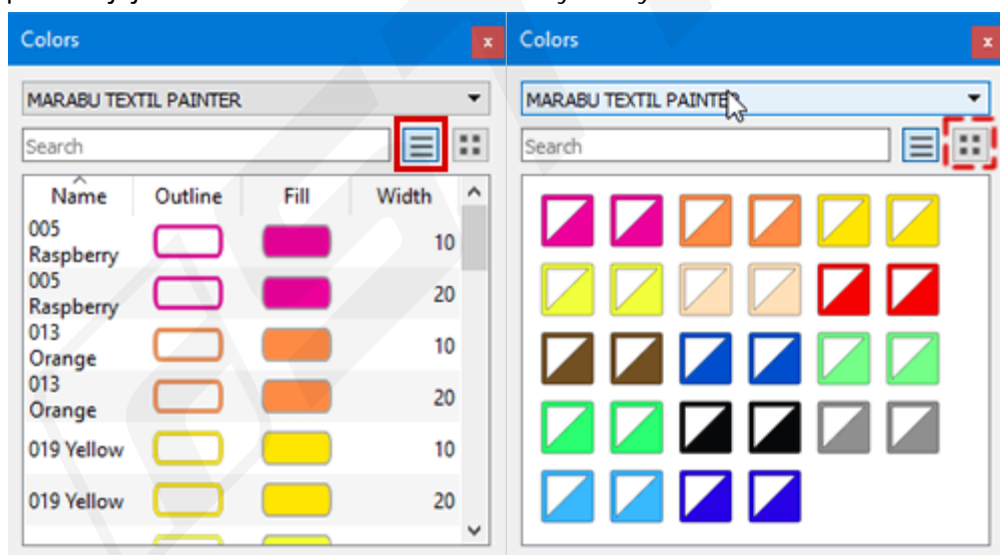 Colors
x
MARABU TEXTIL PAINTER
Search
Name Outline Fill Width
005
Raspberry
10
005
Raspberry
20
013
Orange
10
013
Orange
20
019 Yellow 10
019 Yellow 20
Colors
x
MARABU TEXTIL PAINTER
Search